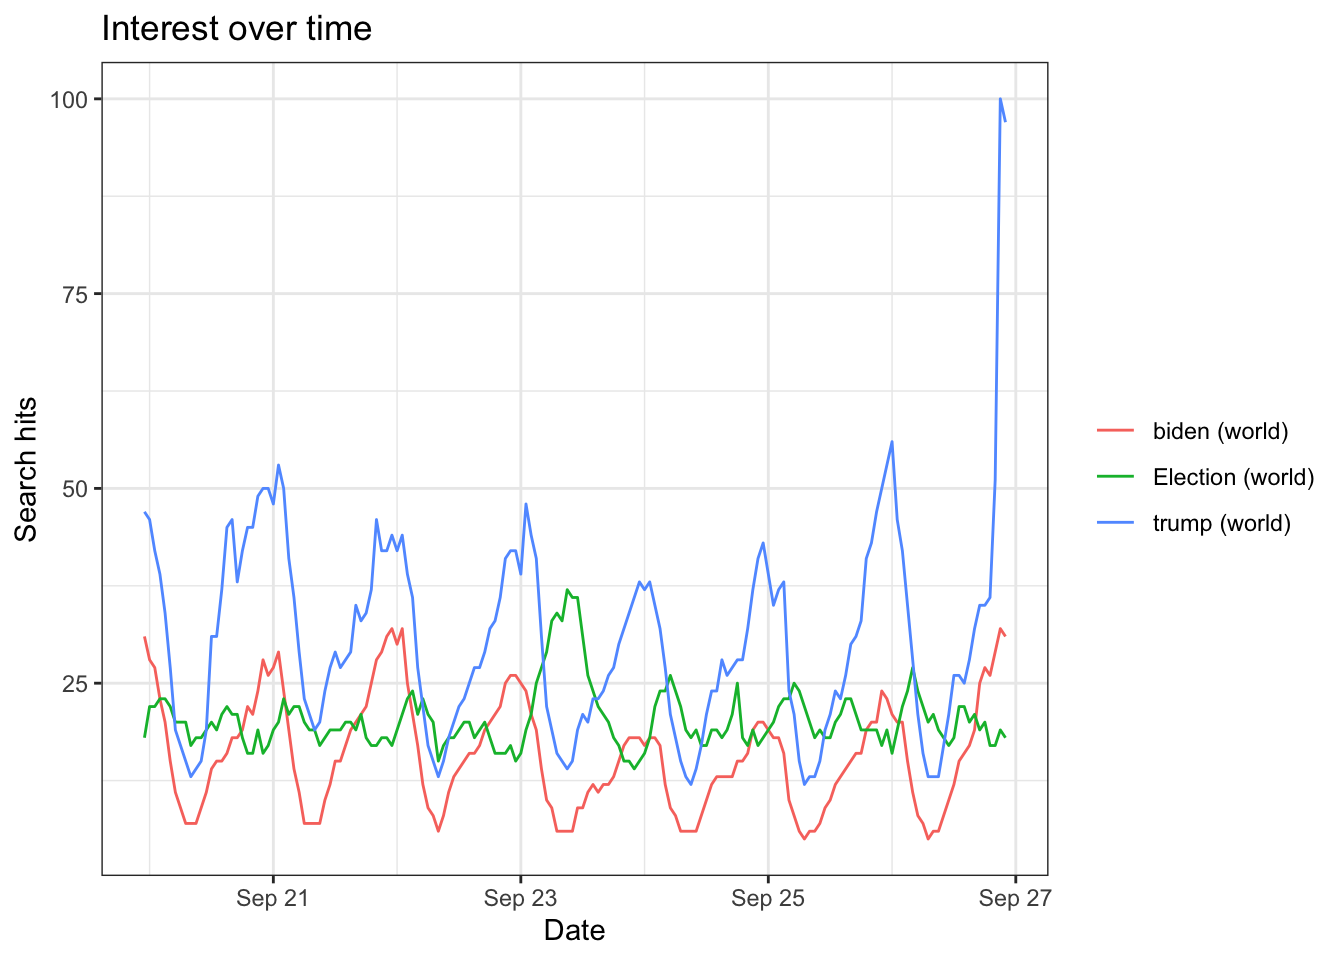 Interest over time
100
75
50
25
Search hits
Sep 21
Sep 23
Sep 25
Sep 27
Date
biden (world)
Election (world)
trump (world)